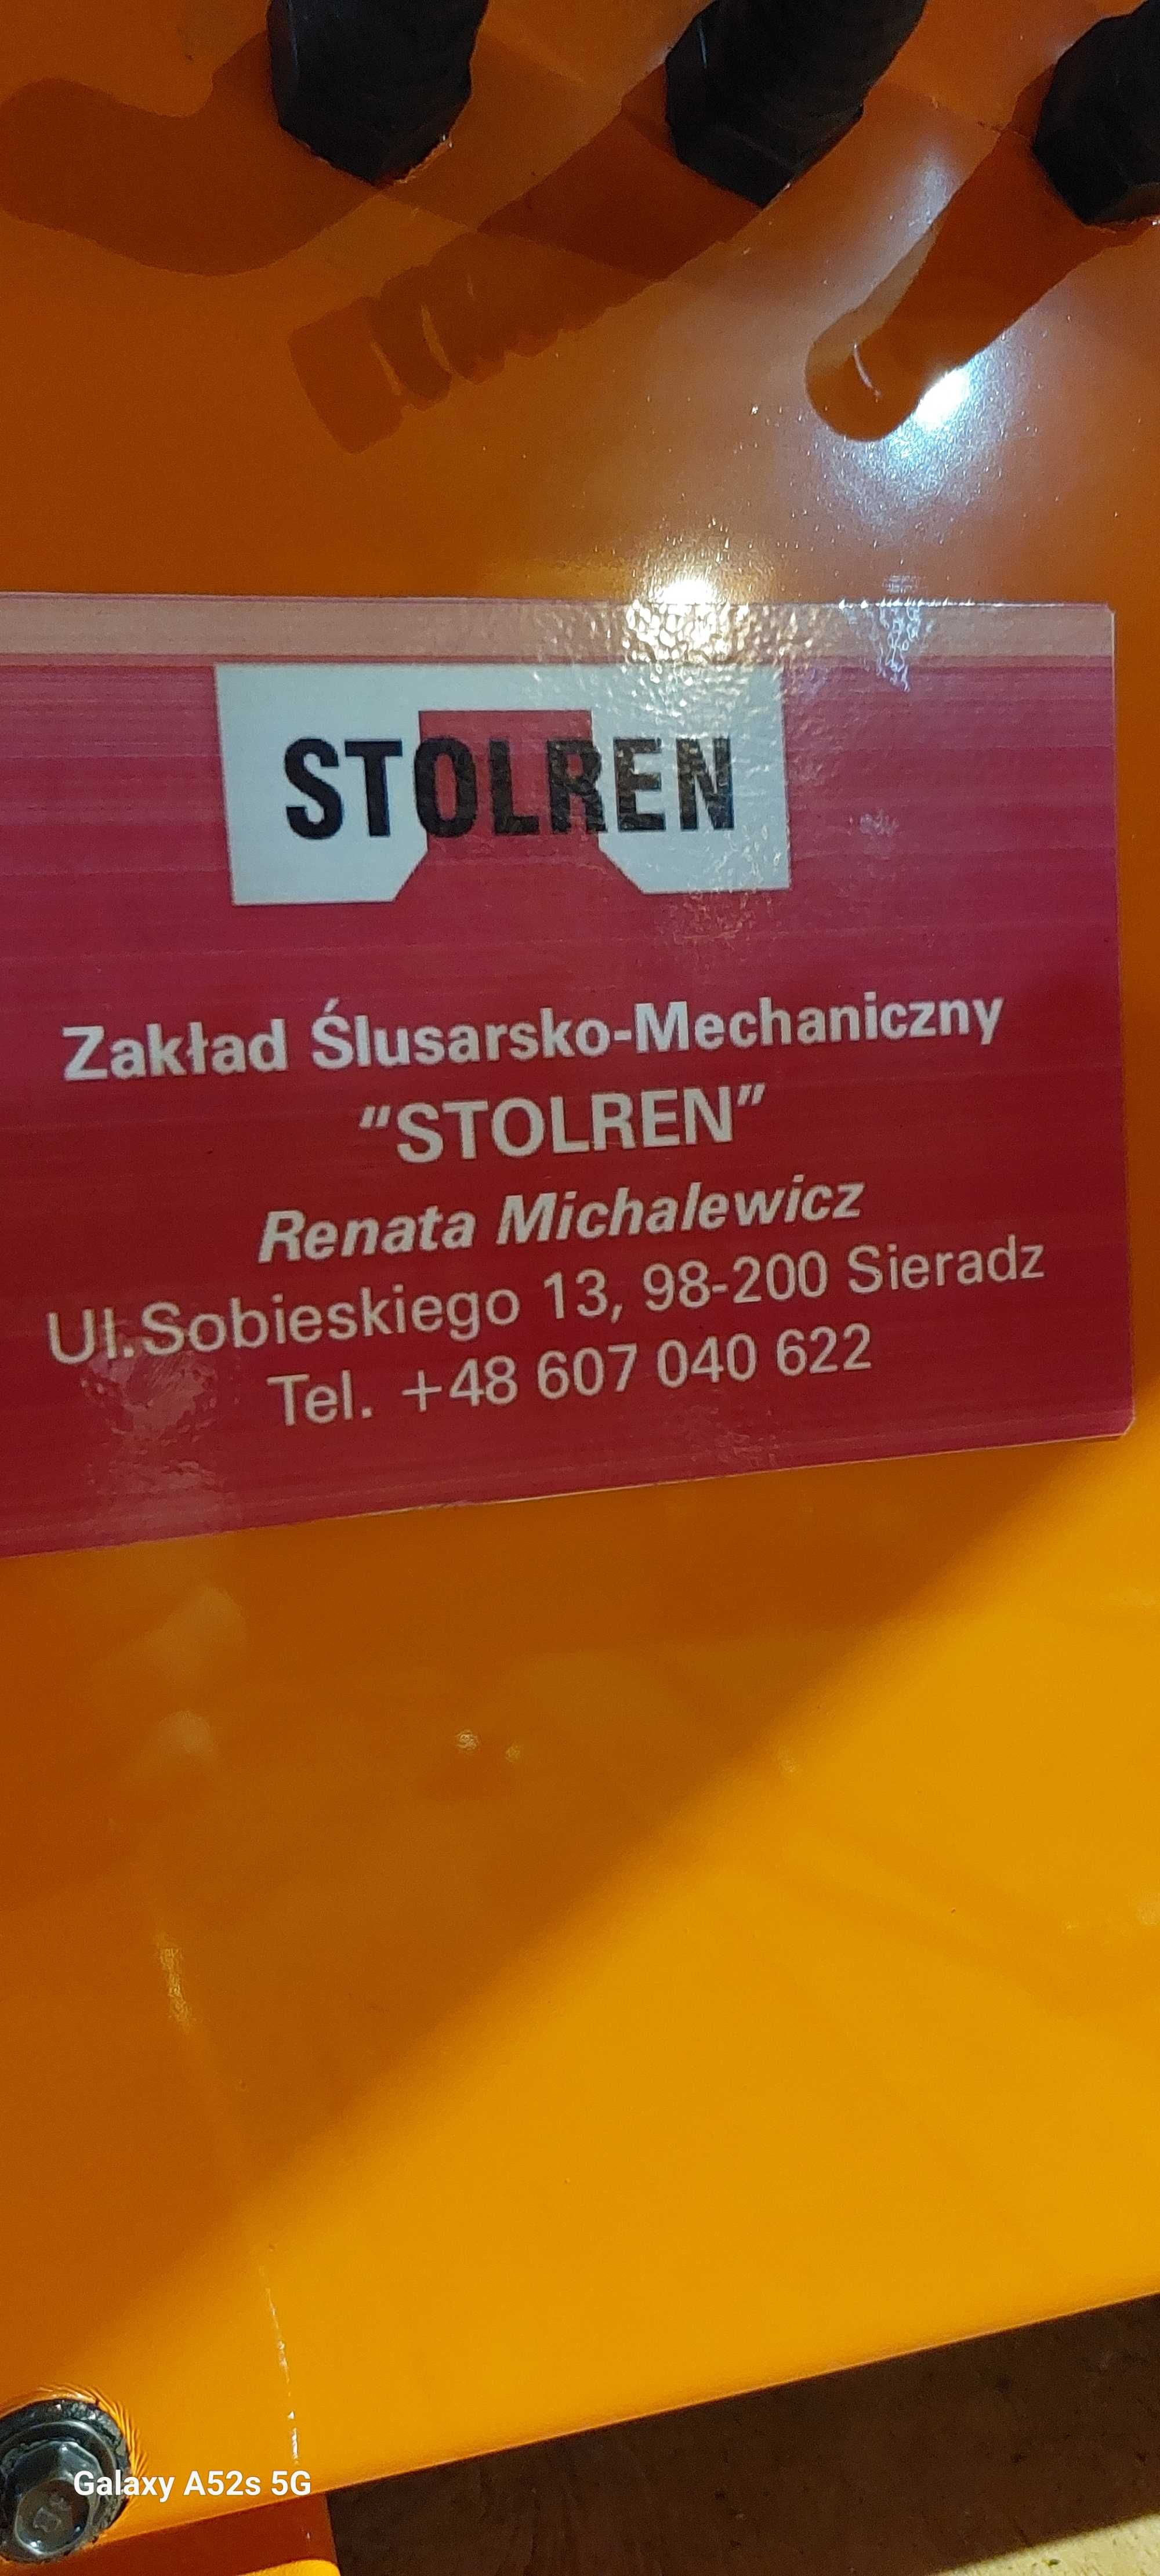 STOLREN
Zakład Ślusarsko-Mechaniczny
"STOLREN"
Renata Michalewicz
Ul.Sobieskiego 13, 98-200 Sieradz
Tel. +48 607 040 622
Galaxy A52s 5G